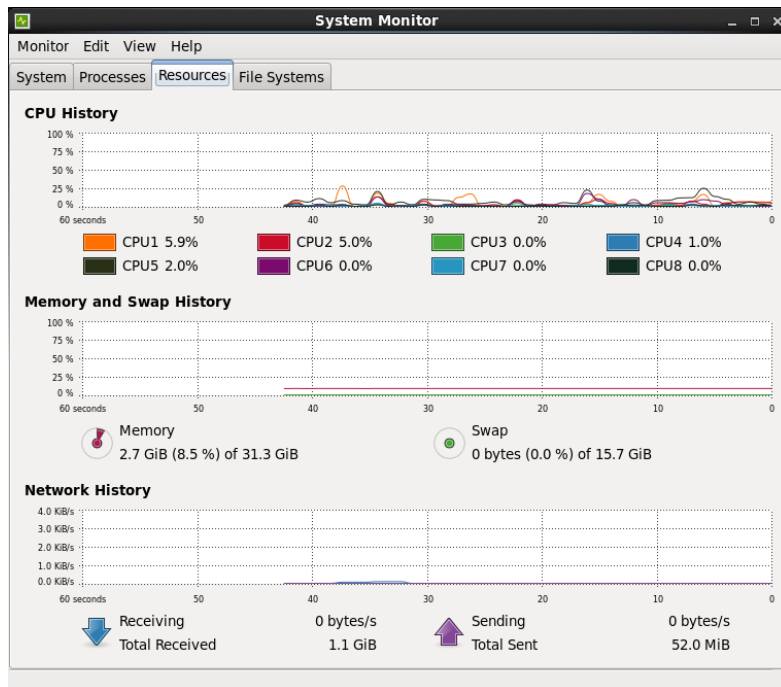 System Monitor
Monitor Edit View Help
System Processes Resources File Systems
CPU History
100 %
75 %
50 %
25 %
0 %
60 seconds 50 40 30 20 10 0
CPU1 5.9% CPU2 5.0% CPU3 0.0% CPU4 1.0%
CPU5 2.0% CPU6 0.0% CPU7 0.0% CPU8 0.0%
Memory and Swap History
100 %
75 %
50 %
25 %
0 %
60 seconds 50 40 30 20 10 0
Memory Swap
2.7 GiB (8.5 %) of 31.3 GiB 0 bytes (0.0 %) of 15.7 GiB
Network History
4.0 KiB/s
3.0 KiB/s
2.0 KiB/s
1.0 KiB/s
0.0 KiB/s
60 seconds 50 40 30 20 10 0
Receiving 0 bytes/s Sending 0 bytes/s
Total Received 1.1 GiB Total Sent 52.0 MiB